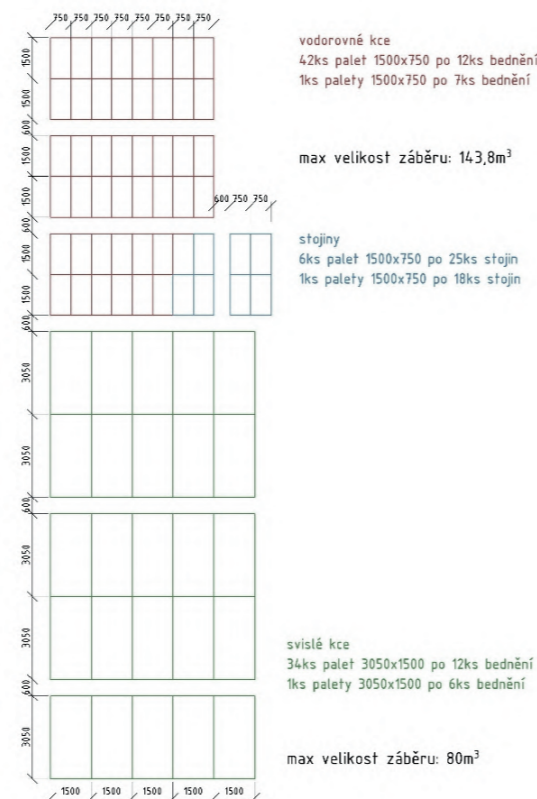 750 750 750 750 750 750 750 750
1500
1500
600
1500
1500
600
1500
1500
600
3050
3050
600
3050
3050
600
3050
600 750 750
1500 1500 1500 1500 1500
vodorovné kce
42ks palet 1500x750 po 12ks bednění
1ks palety 1500x750 po 7ks bednění
max velikost záběru: 143,8m³
stojiny
6ks palet 1500x750 po 25ks stojin
1ks palety 1500x750 po 18ks stojin
svislé kce
34ks palet 3050x1500 po 12ks bednění
1ks palety 3050x1500 po 6ks bednění
max velikost záběru: 80m³